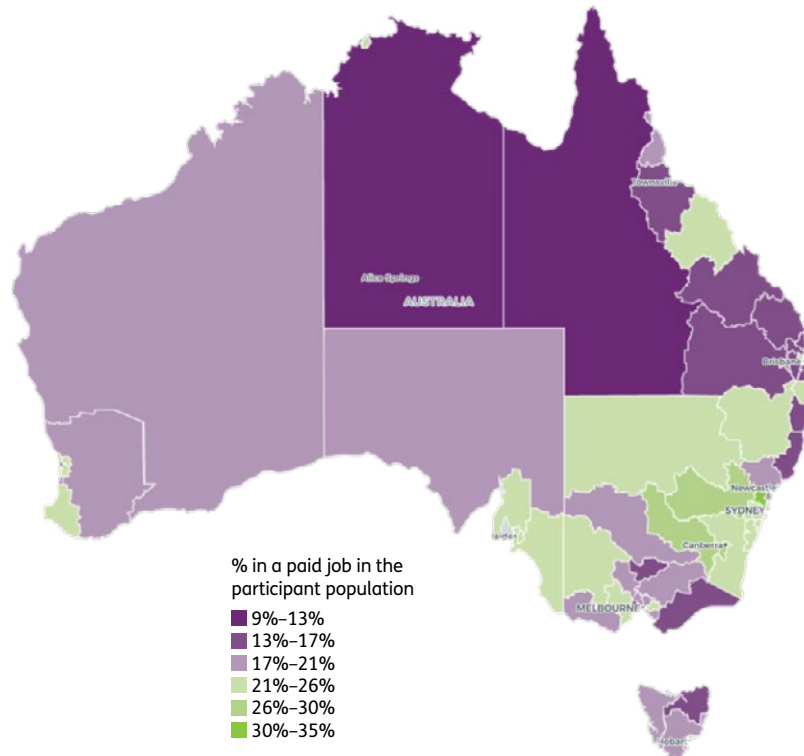 Townsville
Alice Springs
AUSTRALIA
Brisbane
Newcastle
SYDNEY
Canberra
MELBOURNE
% in a paid job in the
participant population
9%–13%
13%–17%
17%–21%
21%–26%
26%–30%
30%–35%